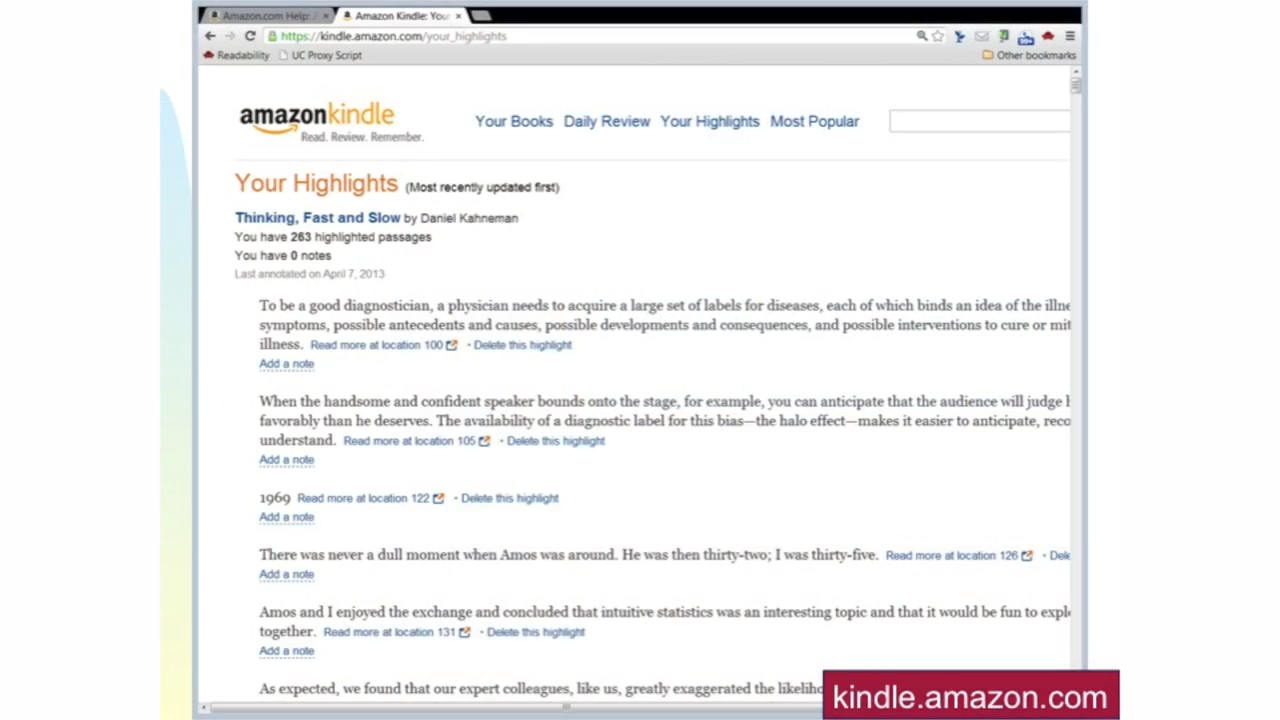 Amazon.com Help:
Amazon Kindle: You
https://kindle.amazon.com/your_highlights
Readability UC Proxy Script Other bookmarks
amazonkindle
Read. Review. Remember.
Your Books Daily Review Your Highlights Most Popular
Your Highlights (Most recently updated first)
Thinking, Fast and Slow by Daniel Kahneman
You have 263 highlighted passages
You have 0 notes
Last annotated on April 7, 2013
To be a good diagnostician, a physician needs to acquire a large set of labels for diseases, each of which binds an idea of the illne
symptoms, possible antecedents and causes, possible developments and consequences, and possible interventions to cure or mit
illness. Read more at location 100 • Delete this highlight
Add a note
When the handsome and confident speaker bounds onto the stage, for example, you can anticipate that the audience will judge h
favorably than he deserves. The availability of a diagnostic label for this bias—the halo effect—makes it easier to anticipate, reco
understand. Read more at location 105 • Delete this highlight
Add a note
1969 Read more at location 122 • Delete this highlight
Add a note
There was never a dull moment when Amos was around. He was then thirty-two; I was thirty-five. Read more at location 126 • Dele
Add a note
Amos and I enjoyed the exchange and concluded that intuitive statistics was an interesting topic and that it would be fun to explo
together. Read more at location 131 • Delete this highlight
Add a note
As expected, we found that our expert colleagues, like us, greatly exaggerated the likeliho
kindle.amazon.com